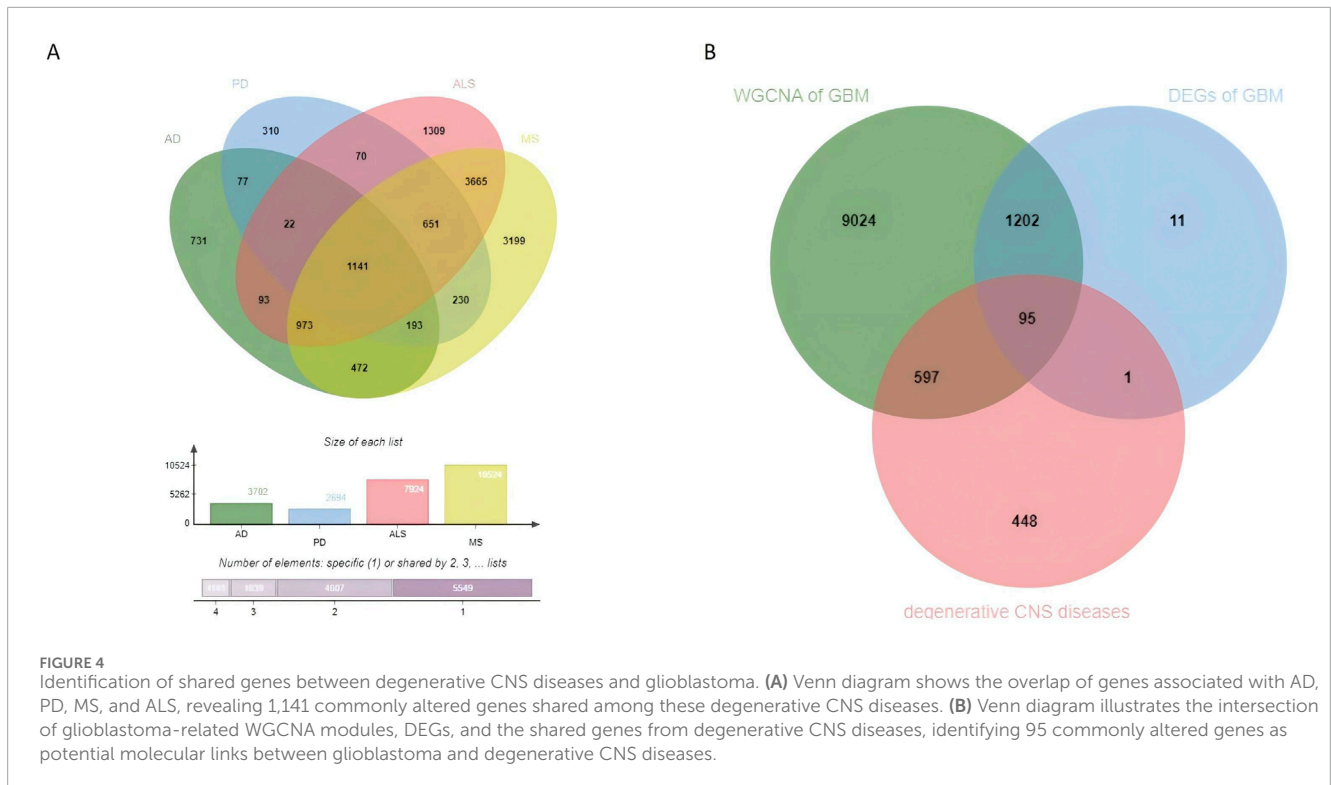 A
B
PD
ALS
AD
MS
310
1309
70
77
3665
22
651
731
3199
1141
93
230
973
193
472
WGCNA of GBM
DEGs of GBM
9024
1202
11
95
597
1
448
degenerative CNS diseases
Size of each list
10524
5262
0
3702
2694
7924
10524
AD
PD
ALS
MS
Number of elements: specific (1) or shared by 2, 3, ... lists
1141
1839
4607
5549
4
3
2
1
FIGURE 4
Identification of shared genes between degenerative CNS diseases and glioblastoma. (A) Venn diagram shows the overlap of genes associated with AD,
PD, MS, and ALS, revealing 1,141 commonly altered genes shared among these degenerative CNS diseases. (B) Venn diagram illustrates the intersection
of glioblastoma-related WGCNA modules, DEGs, and the shared genes from degenerative CNS diseases, identifying 95 commonly altered genes as
potential molecular links between glioblastoma and degenerative CNS diseases.